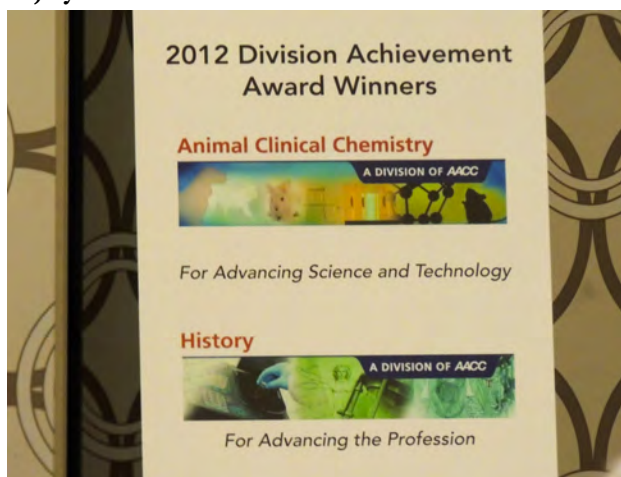 2012 Division Achievement
Award Winners
Animal Clinical Chemistry
A DIVISION OF AACC
For Advancing Science and Technology
History
A DIVISION OF AACC
For Advancing the Profession